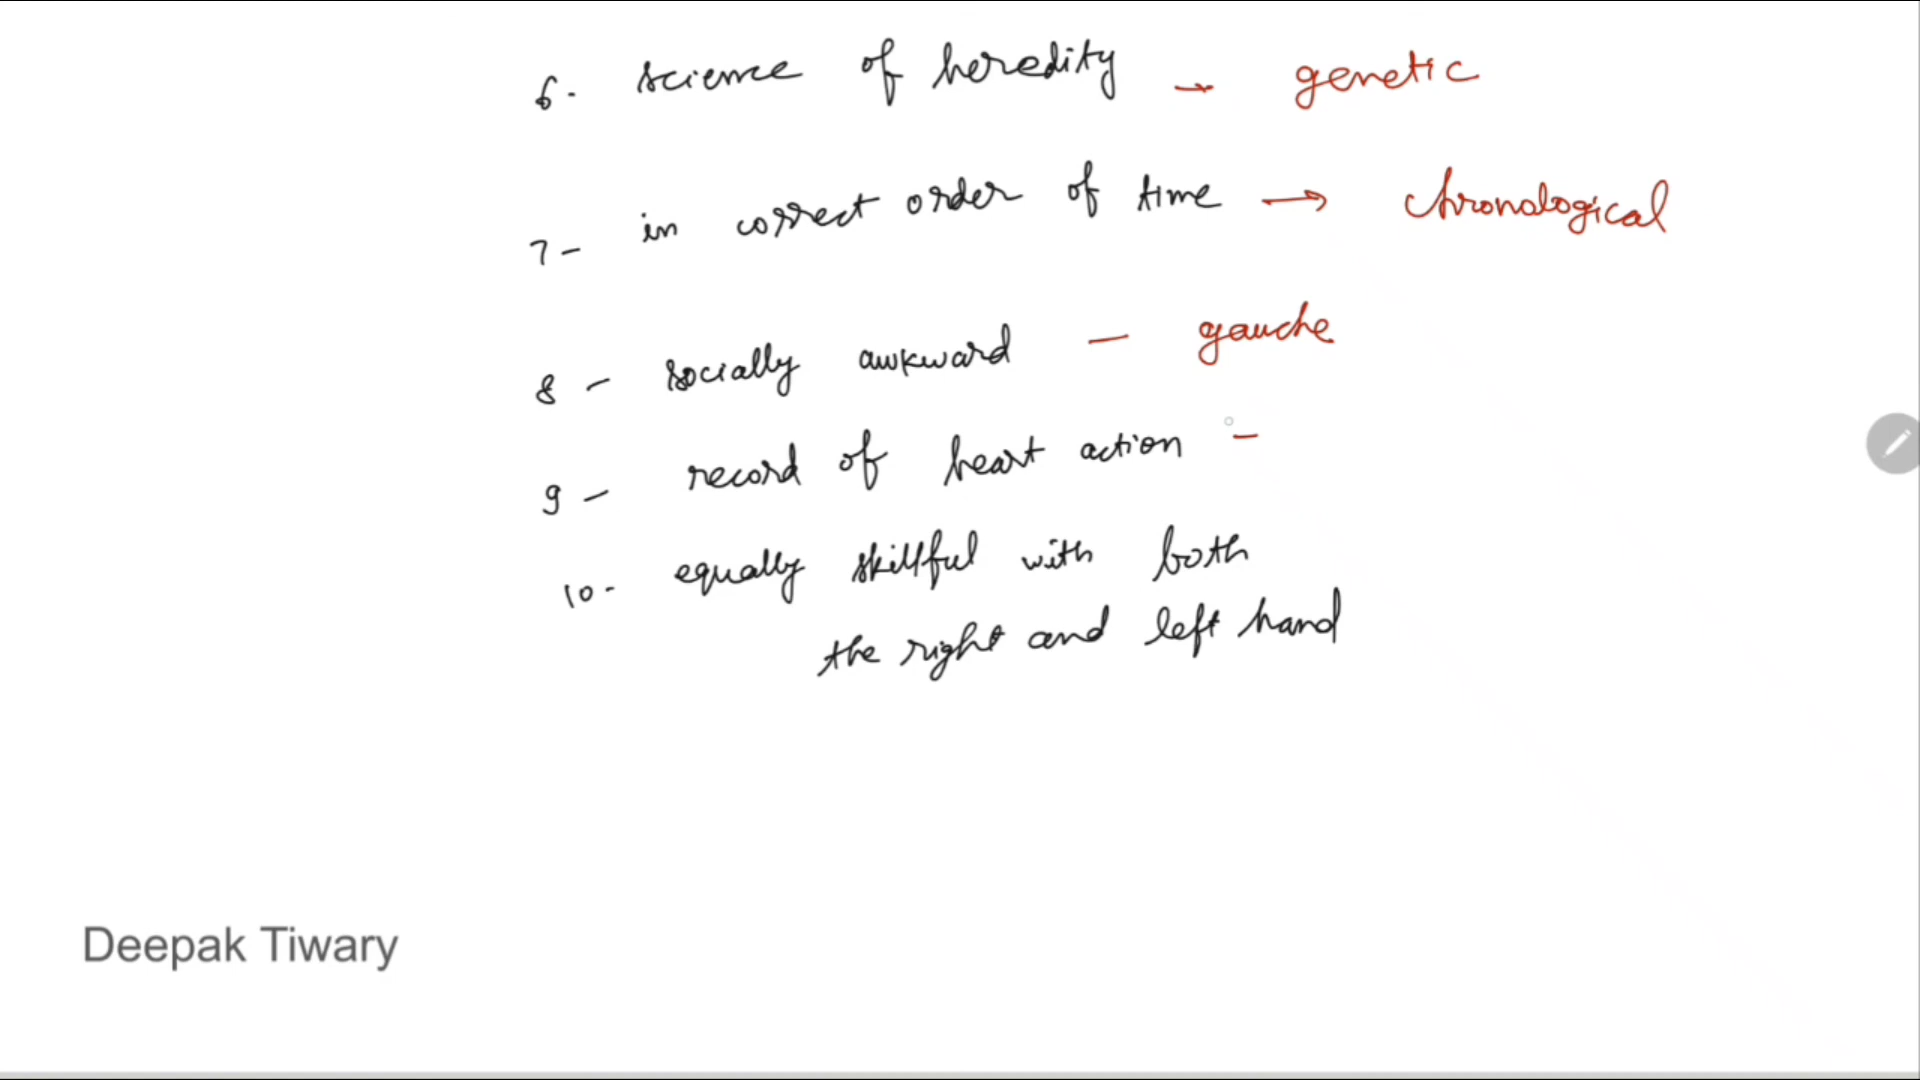 6. science of heredity → genetic
7 - in correct order of time → chronological
8 - socially awkward - gauche
9 - record of heart action -
10. equally skillful with both
the right and left hand
Deepak Tiwary